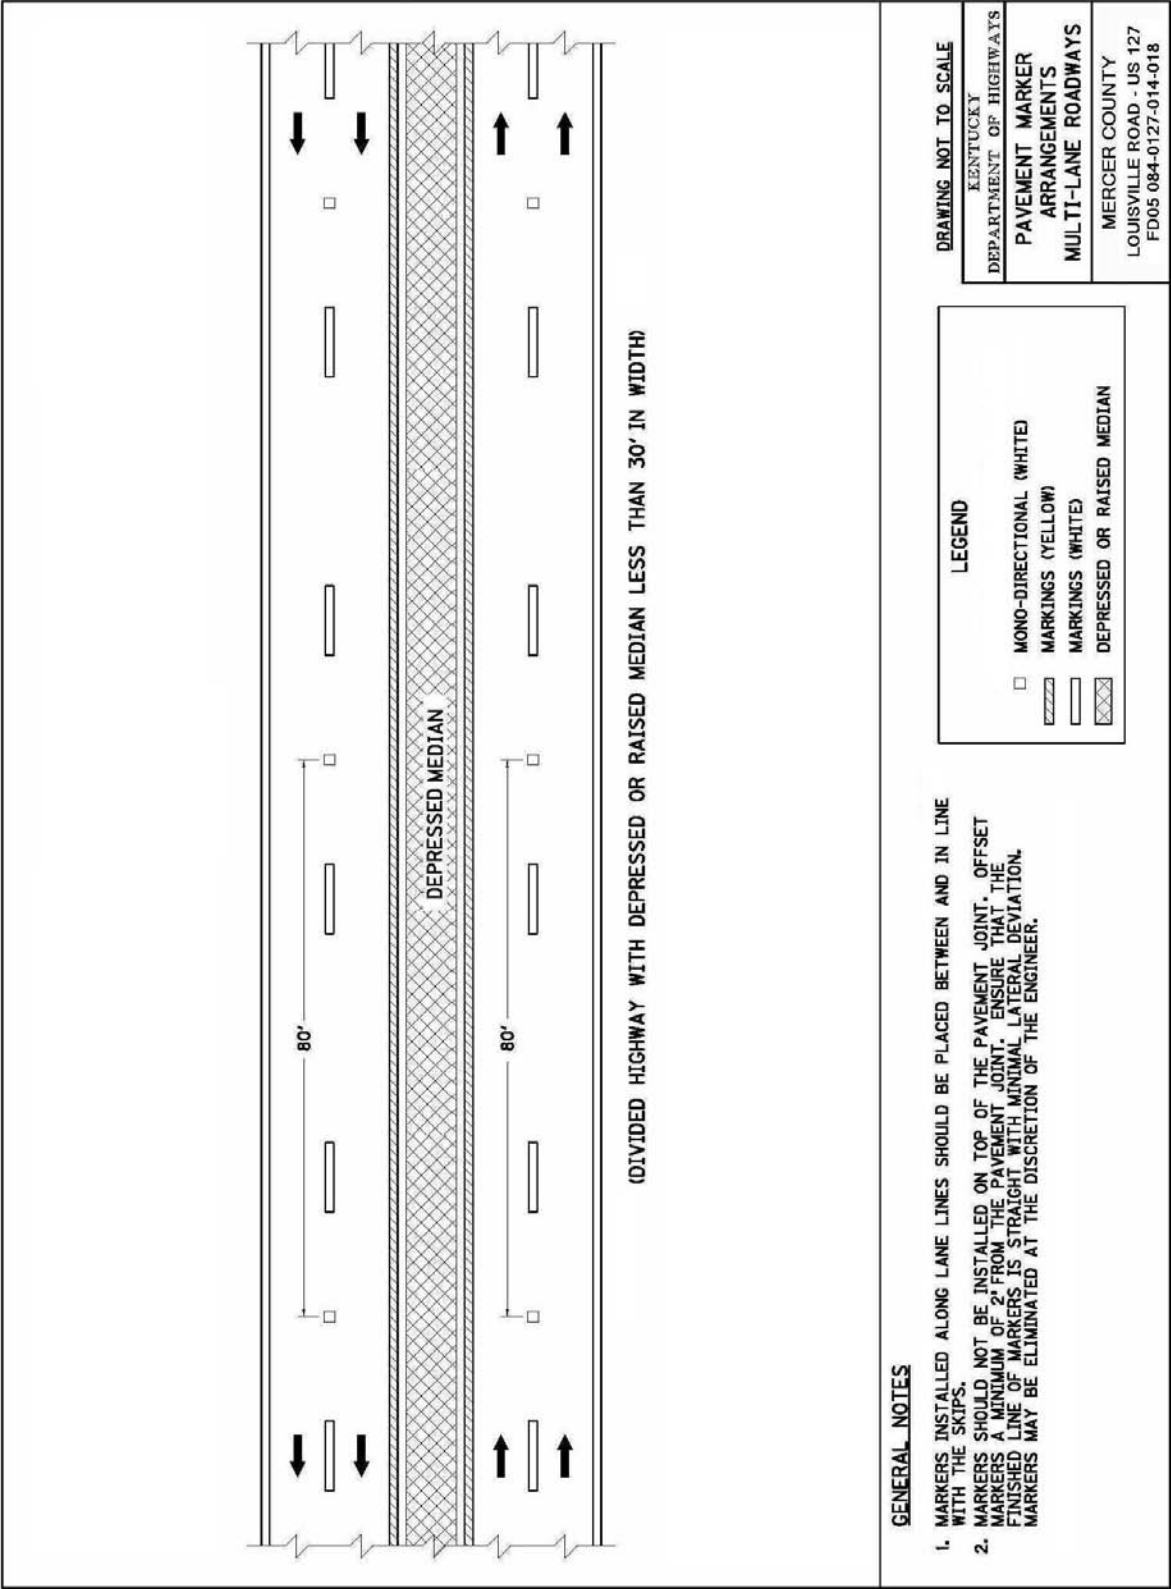 80'
80'
DEPRESSED MEDIAN
(DIVIDED HIGHWAY WITH DEPRESSED OR RAISED MEDIAN LESS THAN 30' IN WIDTH)
GENERAL NOTES
1. MARKERS INSTALLED ALONG LANE LINES SHOULD BE PLACED BETWEEN AND IN LINE
WITH THE SKIPS.
2. MARKERS SHOULD NOT BE INSTALLED ON TOP OF THE PAVEMENT JOINT. OFFSET
MARKERS A MINIMUM OF 2" FROM THE PAVEMENT JOINT. ENSURE THAT THE
FINISHED LINE OF MARKERS IS STRAIGHT WITH MINIMAL LATERAL DEVIATION.
MARKERS MAY BE ELIMINATED AT THE DISCRETION OF THE ENGINEER.
LEGEND
MONO-DIRECTIONAL (WHITE)
MARKINGS (YELLOW)
MARKINGS (WHITE)
DEPRESSED OR RAISED MEDIAN
DRAWING NOT TO SCALE
KENTUCKY
DEPARTMENT OF HIGHWAYS
PAVEMENT MARKER
ARRANGEMENTS
MULTI-LANE ROADWAYS
MERCER COUNTY
LOUISVILLE ROAD - US 127
FD05 084-0127-014-018